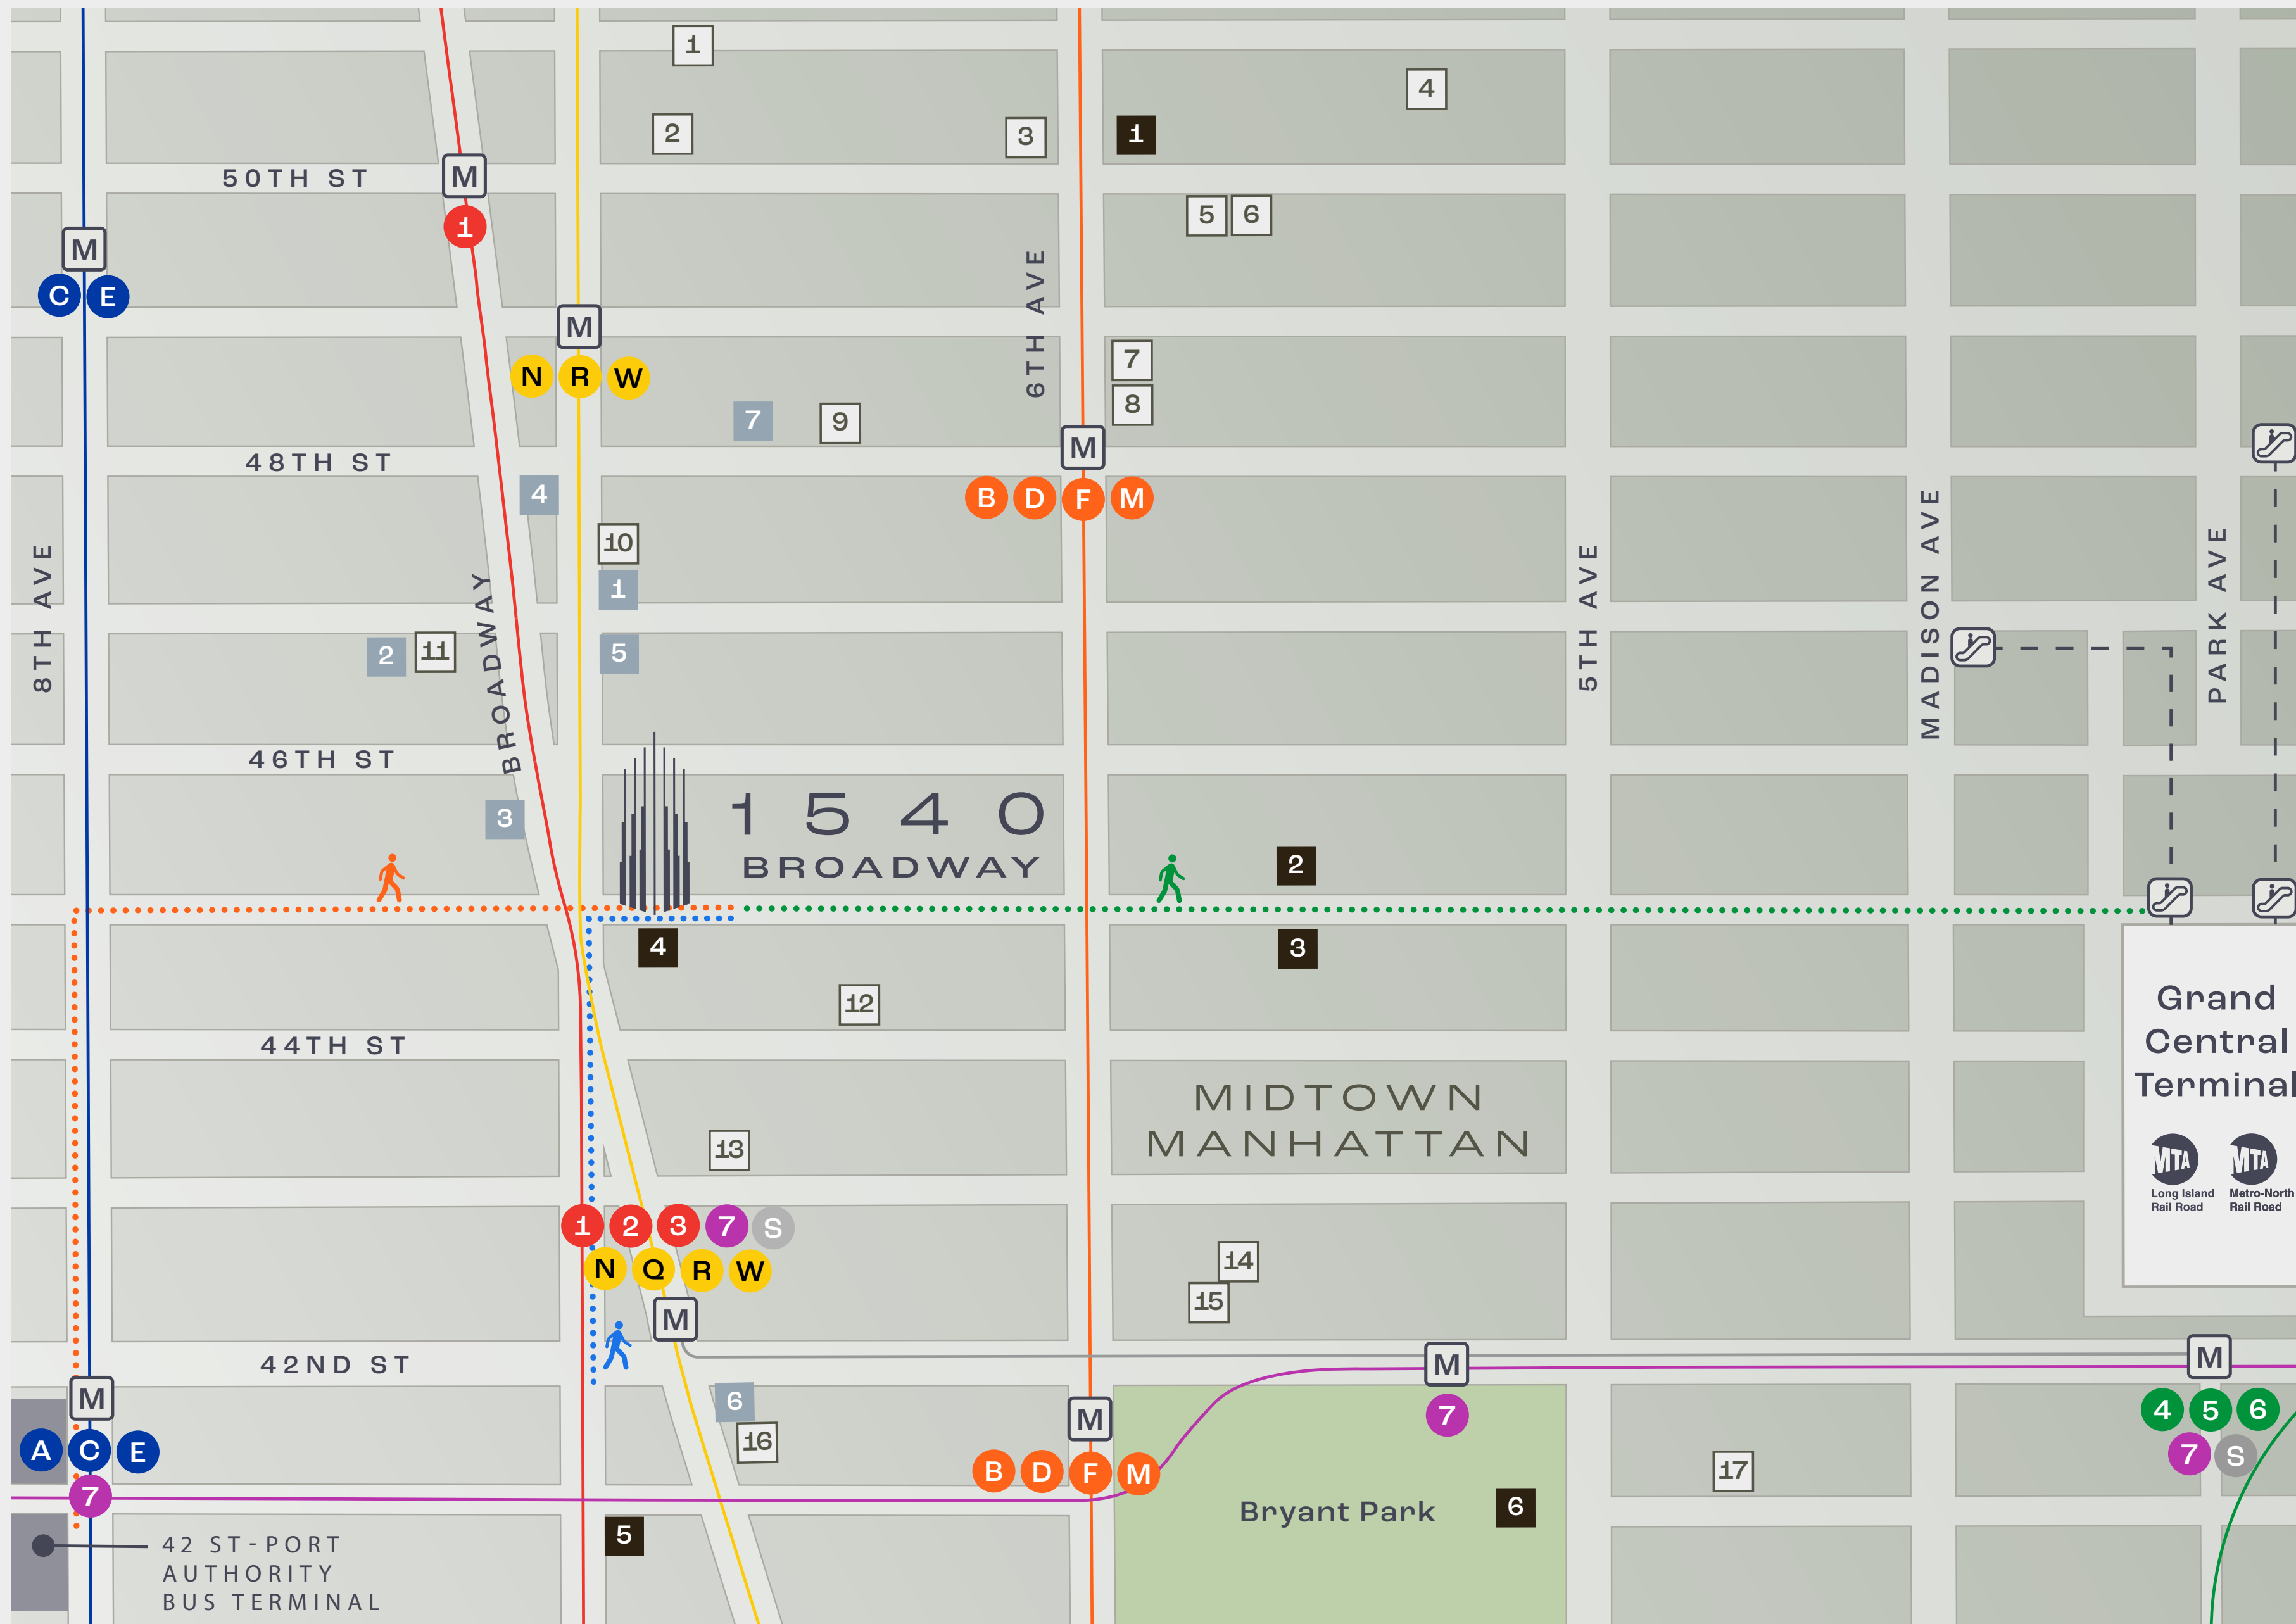 1
4
2
3
1
50TH ST
M
1
5
6
M
C E
6TH AVE
M
N R W
7
8
7
9
M
48TH ST
B D F M
4
10
1
8TH AVE
BROADWAY
5TH AVE
MADISON AVE
PARK AVE
2
11
5
46TH ST
3
1540
BROADWAY
2
4
3
12
44TH ST
Grand
Central
Terminal
MIDTOWN
MANHATTAN
13
MTA
Long Island
Rail Road
MTA
Metro-North
Rail Road
1 2 3 7 S
N Q R W
M
14
15
42ND ST
M
7
M
4 5 6
7 S
M
A C E
7
6
16
M
B D F M
17
Bryant Park
6
5
42 ST-PORT
AUTHORITY
BUS TERMINAL